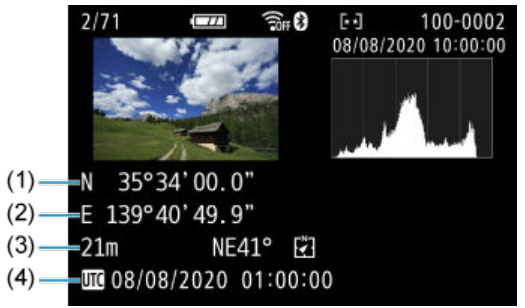 2/71 OFF 100-0002
08/08/2020 10:00:00
(1) N 35°34'00.0"
(2) E 139°40'49.9"
(3) 21m NE41° N
(4) UTC 08/08/2020 01:00:00